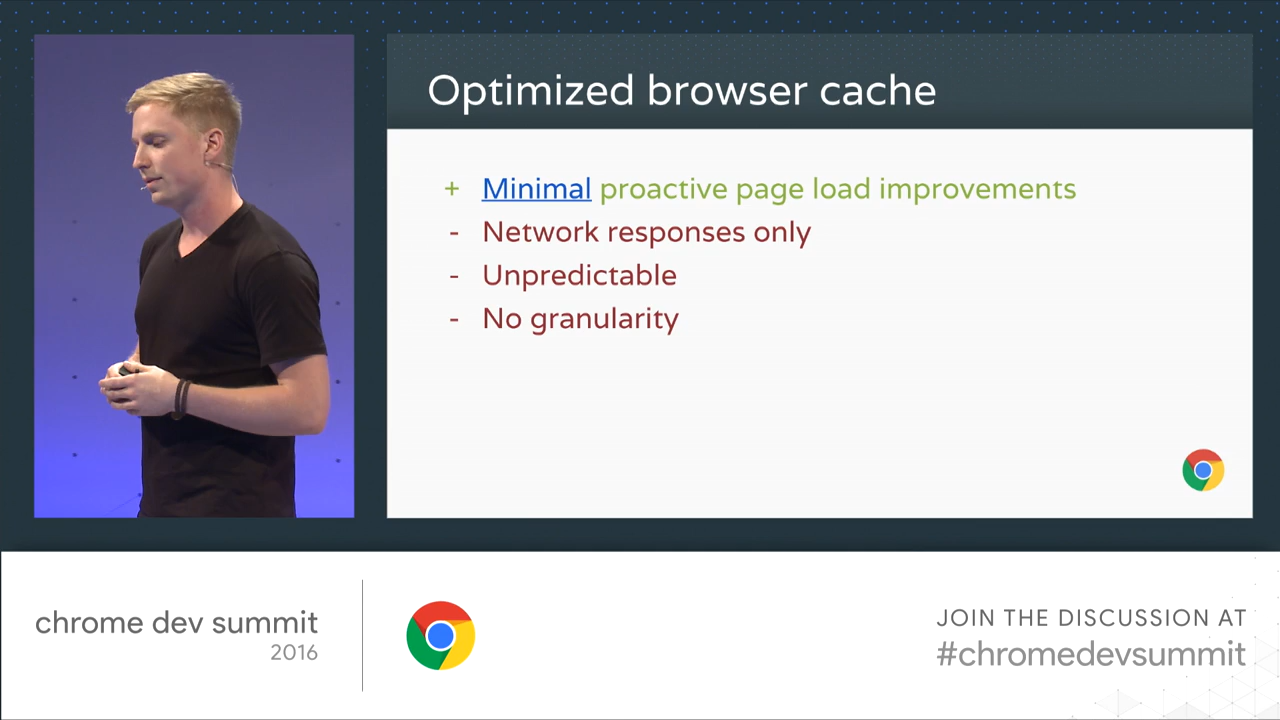 Optimized browser cache
+ Minimal proactive page load improvements
- Network responses only
- Unpredictable
- No granularity
chrome dev summit
2016
JOIN THE DISCUSSION AT
#chromedevsummit